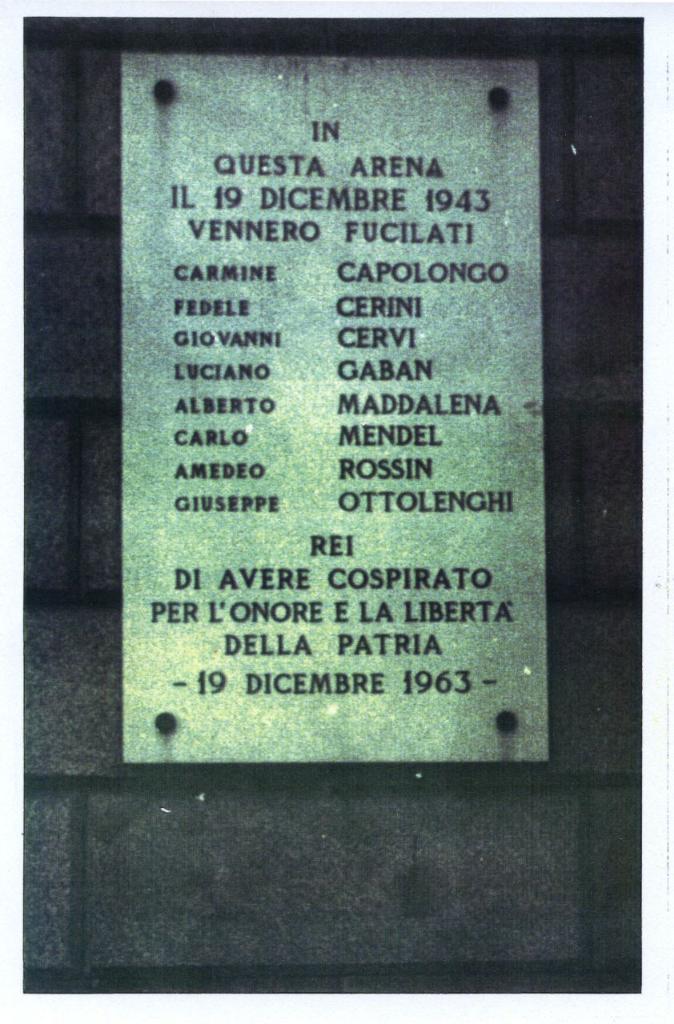 IN
QUESTA ARENA
IL 19 DICEMBRE 1943
VENNERO FUCILATI
CARMINE CAPOLONGO
FEDELE CERINI
GIOVANNI CERVI
LUCIANO GABAN
ALBERTO MADDALENA
CARLO MENDEL
AMEDEO ROSSIN
GIUSEPPE OTTOLENGHI
REI
DI AVERE COSPIRATO
PER L'ONORE E LA LIBERTA'
DELLA PATRIA
- 19 DICEMBRE 1963 -